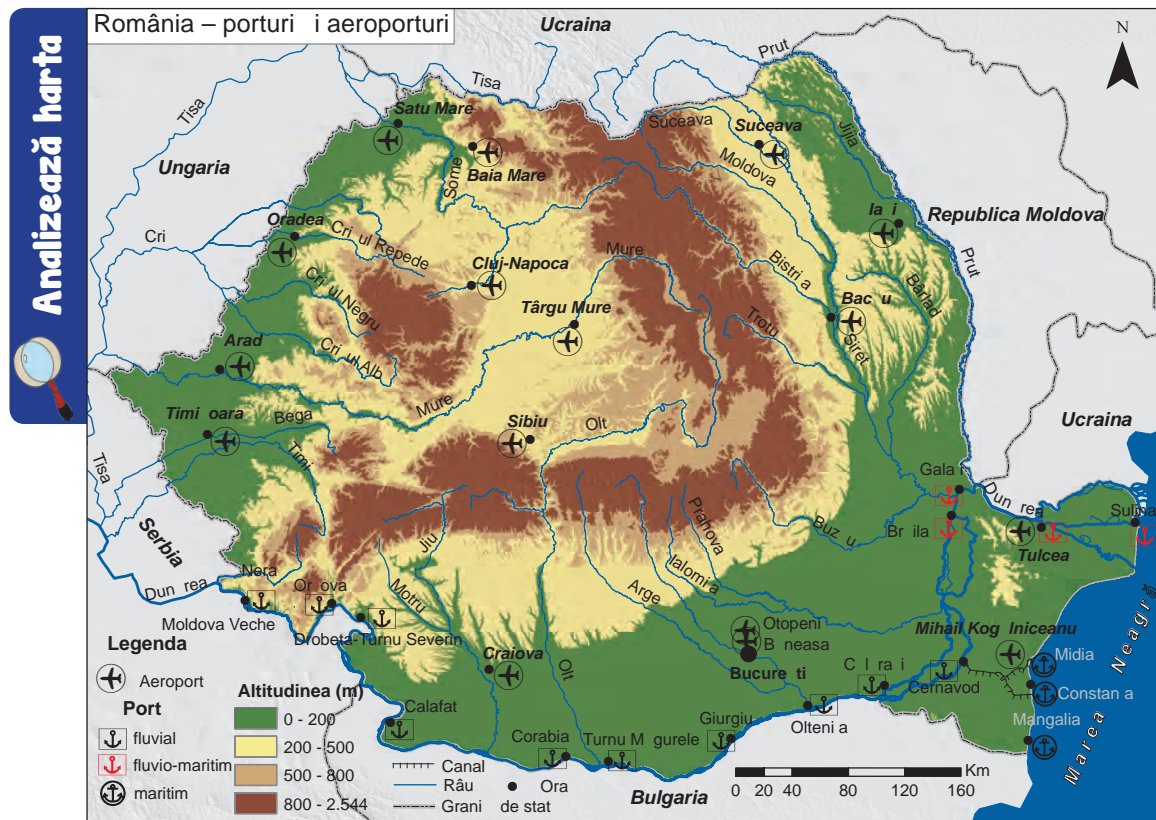 Analizează harta
România – porturi i aeroporturi
Ucraina
N
Tisa
Prut
Tisa
Satu Mare
Suceava
Suceava
Jijia
Ungaria
Baia Mare
Some
Moldova
Ia i
Republica Moldova
Oradea
Cri
Cri ul Repede
Cluj-Napoca
Mure
Bistri a
Prut
Cri ul Negru
Târgu Mure
Bac u
Bârlad
Trotu
Siret
Arad
Cri ul Alb
Mure
Timi oara
Bega
Sibiu
Olt
Ucraina
Tisa
Timi
Gala i
Dun rea
Sulina
Br ila
Tulcea
Serbia
Prahova
Buz u
Jiu
Nera
Dun rea
Or ova
Motru
Ialomi a
Arge
Moldova Veche
Drobeta-Turnu Severin
Otopeni
B neasa
Mihail Kog lniceanu
Bucure ti
Midia
Craiova
Olt
C l ra i
Cernavod
Constan a
Marea Neagră
Calafat
Giurgiu
Olteni a
Mangalia
Corabia
Turnu M gurele
Bulgaria
Legenda
Aeroport
Port
fluvial
fluvio-maritim
maritim
Altitudinea (m)
0 - 200
200 - 500
500 - 800
800 - 2.544
Canal
Râu
Ora
Grani de stat
Km
0 20 40 80 120 160